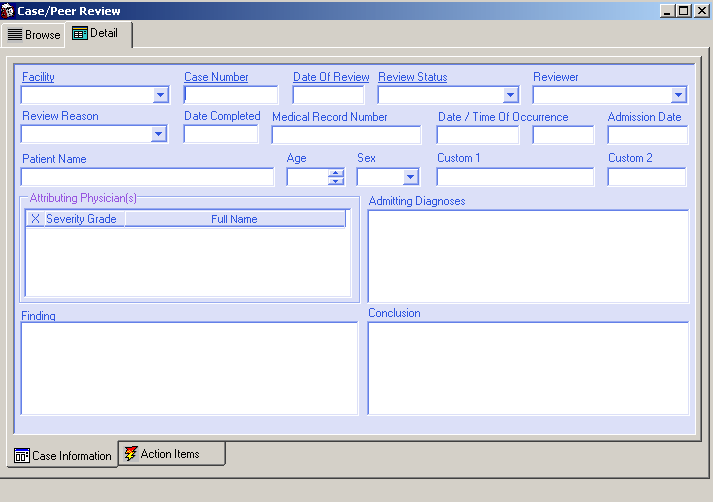 Case/Peer Review
Browse Detail
Facility Case Number Date Of Review Review Status Reviewer
Review Reason Date Completed Medical Record Number Date / Time Of Occurrence Admission Date
Patient Name Age Sex Custom 1 Custom 2
Attributing Physician(s) Admitting Diagnoses
X Severity Grade Full Name
Finding Conclusion
Case Information Action Items